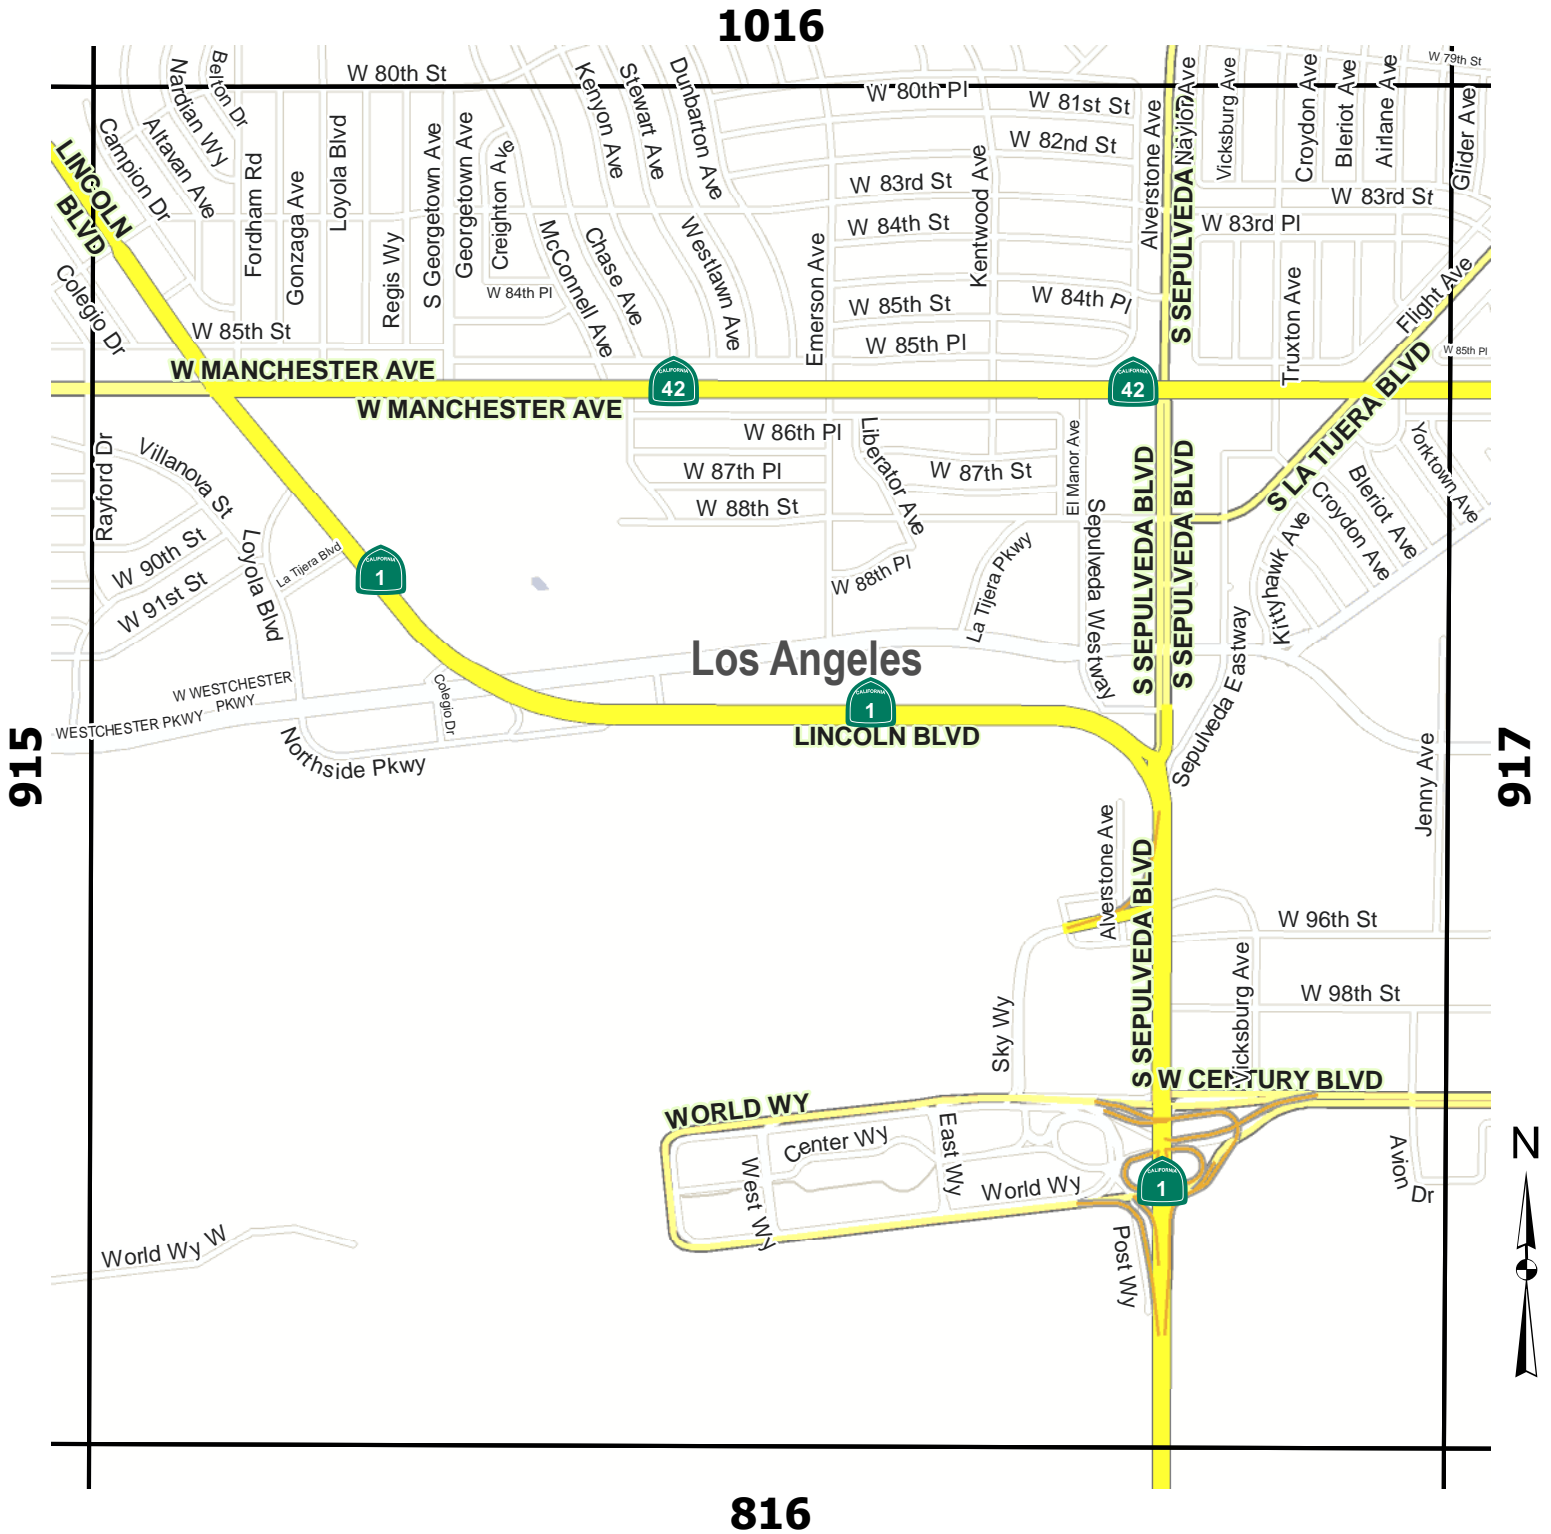 1016
W 80th St
W 79th St
Belton Dr
Nardian Wy
Altavan Ave
Campion Dr
LINCOLN
BLVD
Fordham Rd
Gonzaga Ave
Loyola Blvd
Regis Wy
S Georgetown Ave
Georgetown Ave
Creighton Ave
Kenyon Ave
Stewart Ave
Dunbarton Ave
W 80th Pl
W 81st St
W 82nd St
W 83rd St
W 84th St
Kentwood Ave
Alverstone Ave
S SEPULVEDA
Naylor Ave
S SEPULVEDA BLVD
Vicksburg Ave
Croydon Ave
Bleriot Ave
Airlane Ave
Glider Ave
W 83rd St
W 83rd Pl
McConnell Ave
Chase Ave
Westlawn Ave
Emerson Ave
W 84th Pl
W 84th Pl
W 85th St
W 85th Pl
Truxton Ave
Flight Ave
W 85th Pl
Colegio Dr
W 85th St
W MANCHESTER AVE
W MANCHESTER AVE
CALIFORNIA
42
CALIFORNIA
42
S LA TIJERA BLVD
Rayford Dr
Villanova St
W 90th St
W 91st St
Loyola Blvd
La Tijera Blvd
CALIFORNIA
1
W 86th Pl
W 87th Pl
W 88th St
Liberator Ave
W 87th St
W 88th Pl
El Manor Ave
Sepulveda Westway
La Tijera Pkwy
S SEPULVEDA BLVD
S SEPULVEDA BLVD
Kittyhawk Ave
Croydon Ave
Bleriot Ave
Yorktown Ave
Sepulveda Eastway
Los Angeles
W WESTCHESTER
PKWY
WESTCHESTER PKWY
Colegio Dr
Northside Pkwy
CALIFORNIA
1
LINCOLN BLVD
915
917
Jenny Ave
Alverstone Ave
S SEPULVEDA BLVD
W 96th St
Vicksburg Ave
W 98th St
Sky Wy
W CENTURY BLVD
WORLD WY
Center Wy
East Wy
West Wy
World Wy
CALIFORNIA
1
Post Wy
Avion Dr
World Wy W
N
816